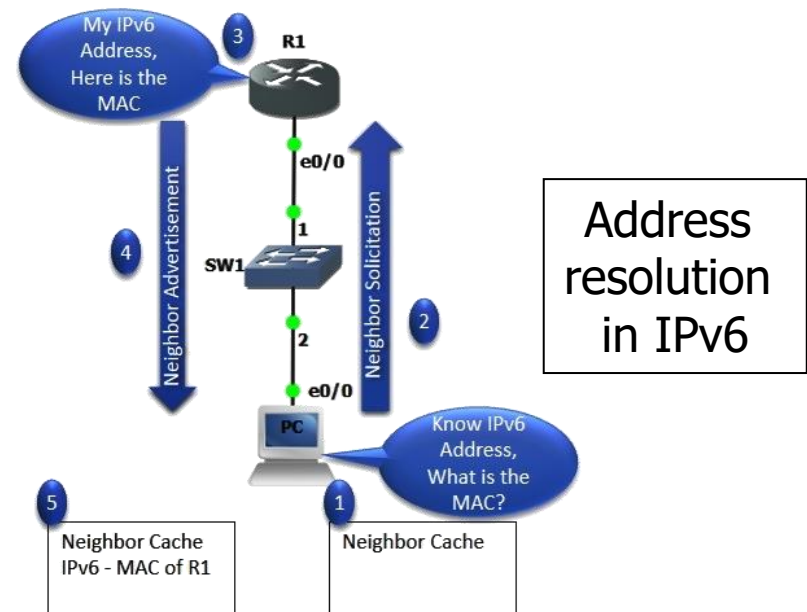 My IPv6
Address,
Here is the
MAC
3
R1
e0/0
Neighbor Advertisement
4
1
SW1
Neighbor Solicitation
2
2
e0/0
PC
Know IPv6
Address,
What is the
MAC?
Address
resolution
in IPv6
5
Neighbor Cache
IPv6 - MAC of R1
1
Neighbor Cache